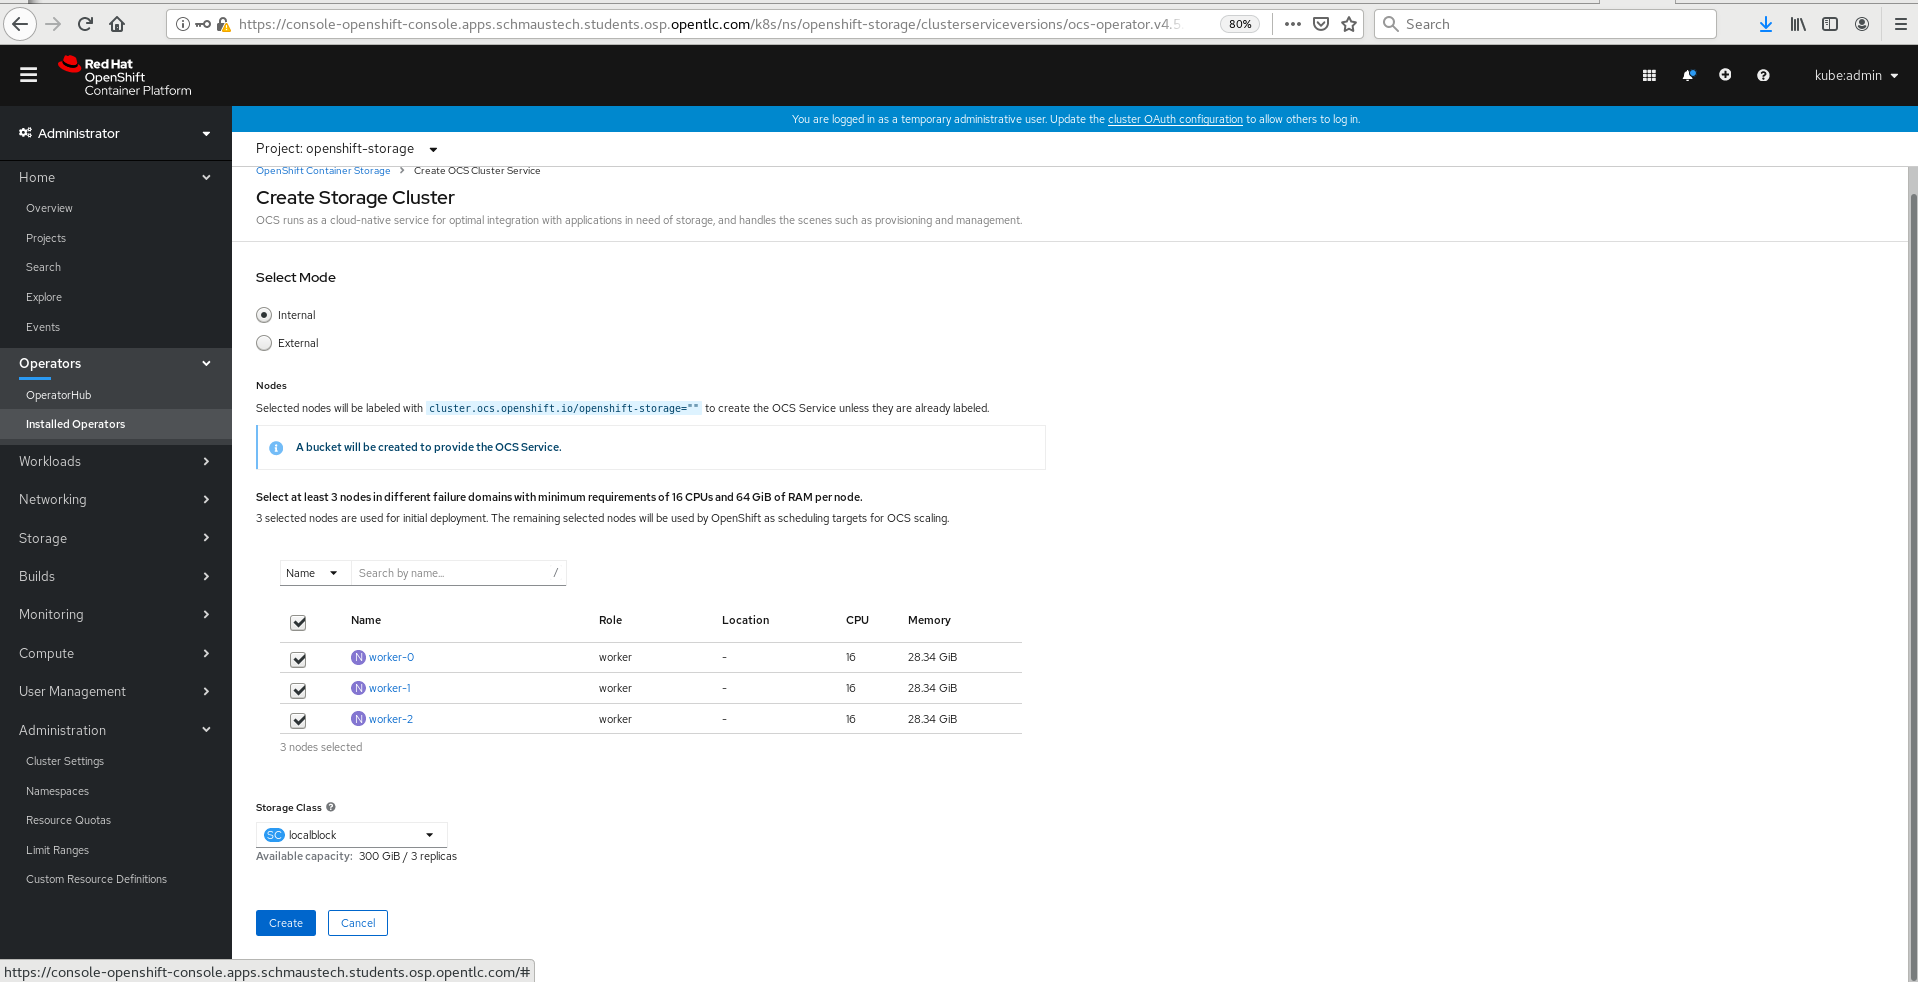 https://console-openshift-console.apps.schmaustech.students.osp.opentlc.com/k8s/ns/openshift-storage/clusterserviceversions/ocs-operator.v4.5
80%
Search
Red Hat
OpenShift
Container Platform
kube:admin
Administrator
You are logged in as a temporary administrative user. Update the cluster OAuth configuration to allow others to log in.
Project: openshift-storage
Home
Overview
Projects
Search
Explore
Events
Operators
OperatorHub
Installed Operators
Workloads
Networking
Storage
Builds
Monitoring
Compute
User Management
Administration
Cluster Settings
Namespaces
Resource Quotas
Limit Ranges
Custom Resource Definitions
OpenShift Container Storage > Create OCS Cluster Service
Create Storage Cluster
OCS runs as a cloud-native service for optimal integration with applications in need of storage, and handles the scenes such as provisioning and management.
Select Mode
Internal
External
Nodes
Selected nodes will be labeled with cluster.ocs.openshift.io/openshift-storage="" to create the OCS Service unless they are already labeled.
A bucket will be created to provide the OCS Service.
Select at least 3 nodes in different failure domains with minimum requirements of 16 CPUs and 64 GiB of RAM per node.
3 selected nodes are used for initial deployment. The remaining selected nodes will be used by OpenShift as scheduling targets for OCS scaling.
Name Search by name... /
Name Role Location CPU Memory
N worker-0 worker - 16 28.34 GiB
N worker-1 worker - 16 28.34 GiB
N worker-2 worker - 16 28.34 GiB
3 nodes selected
Storage Class
SC localblock
Available capacity: 300 GiB / 3 replicas
Create Cancel
https://console-openshift-console.apps.schmaustech.students.osp.opentlc.com/#